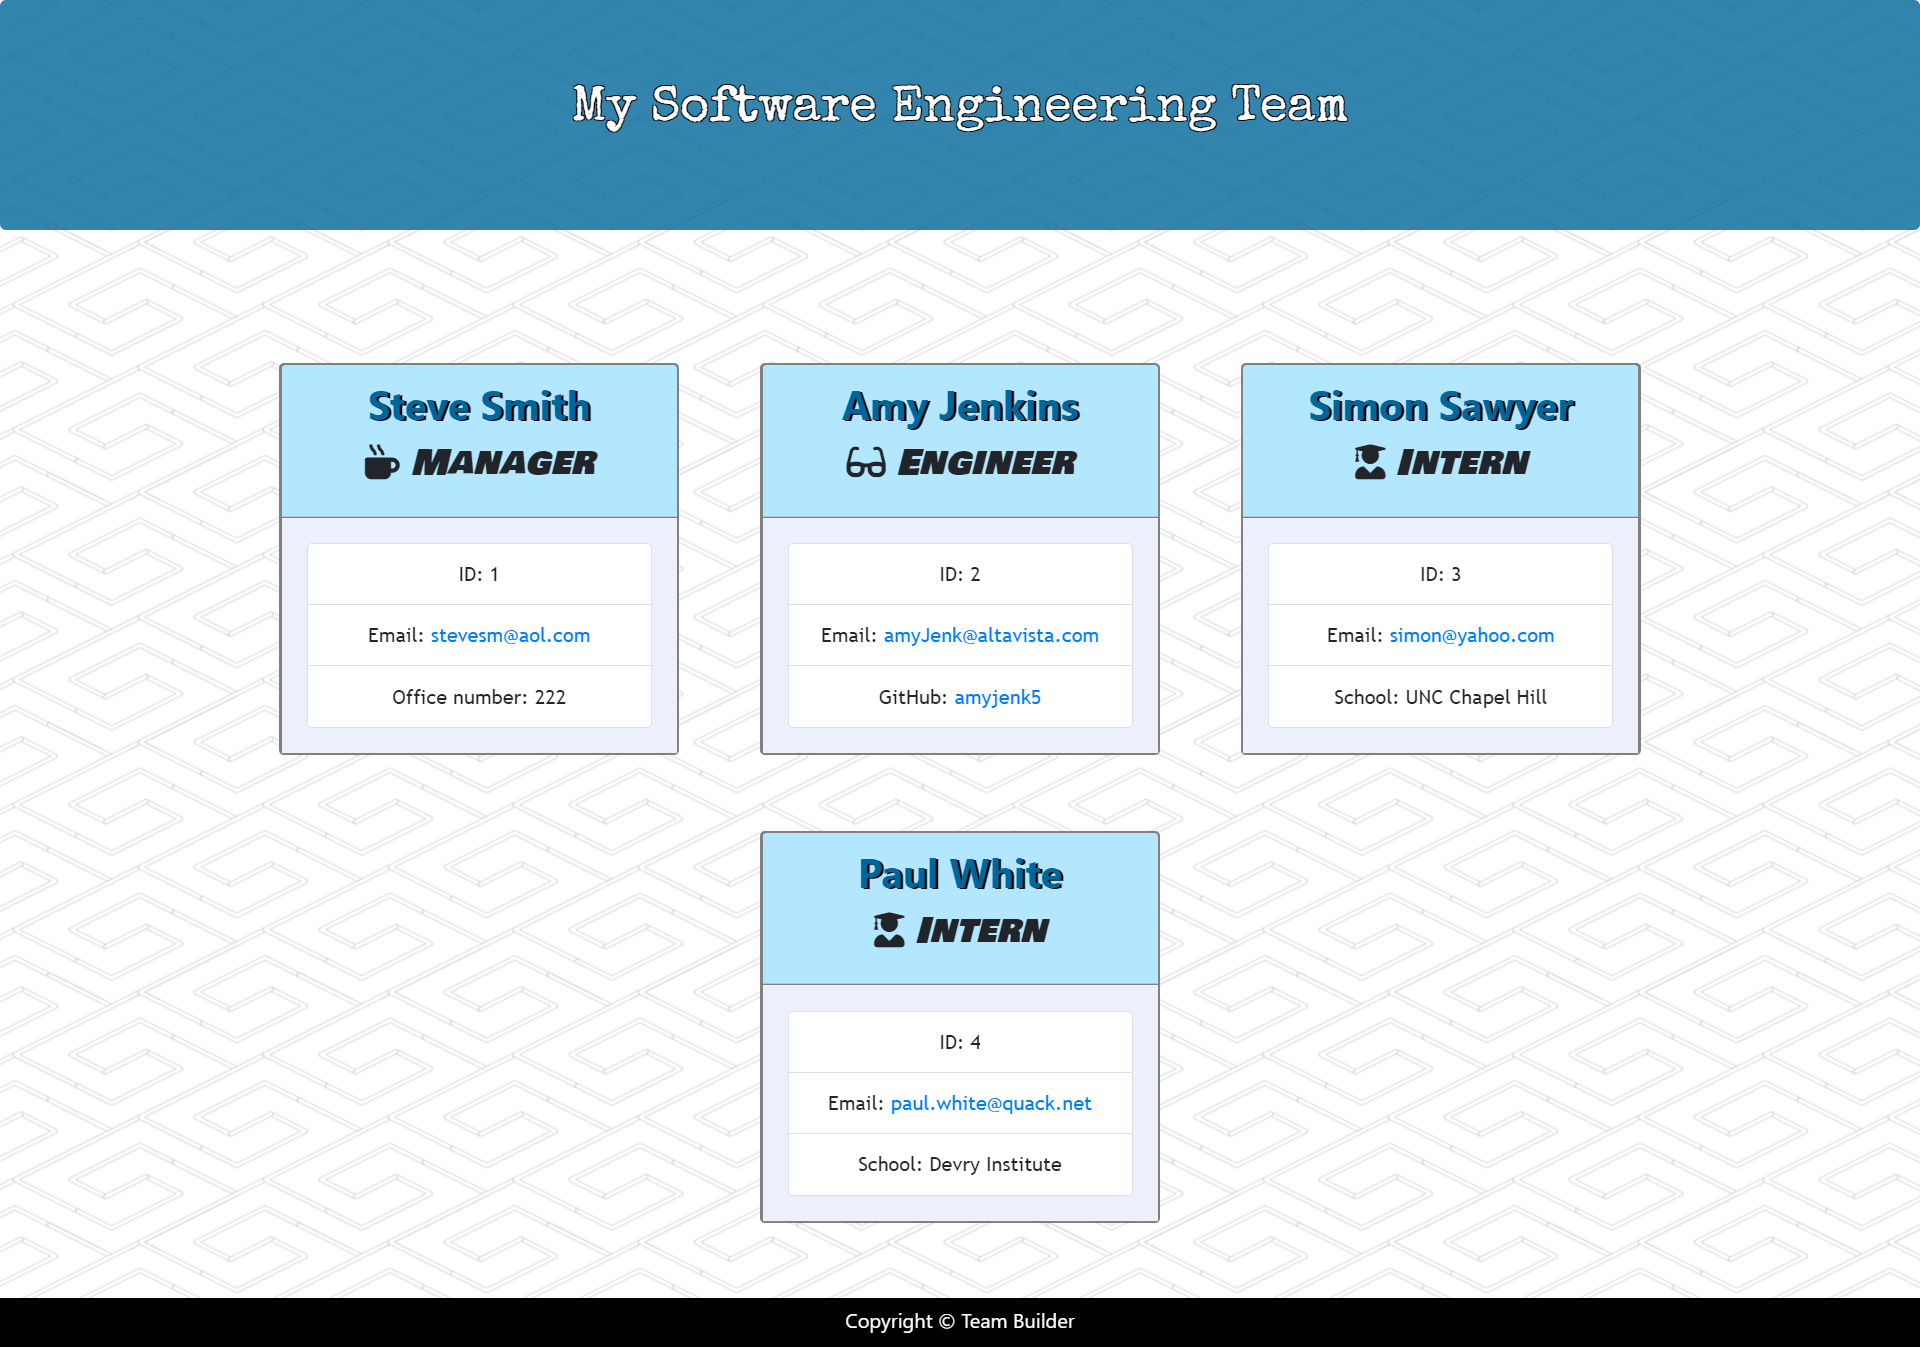 My Software Engineering Team
Steve Smith
Manager
ID: 1
Email: stevesm@aol.com
Office number: 222
Amy Jenkins
Engineer
ID: 2
Email: amyJenk@altavista.com
GitHub: amyjenk5
Simon Sawyer
Intern
ID: 3
Email: simon@yahoo.com
School: UNC Chapel Hill
Paul White
Intern
ID: 4
Email: paul.white@quack.net
School: Devry Institute
Copyright © Team Builder